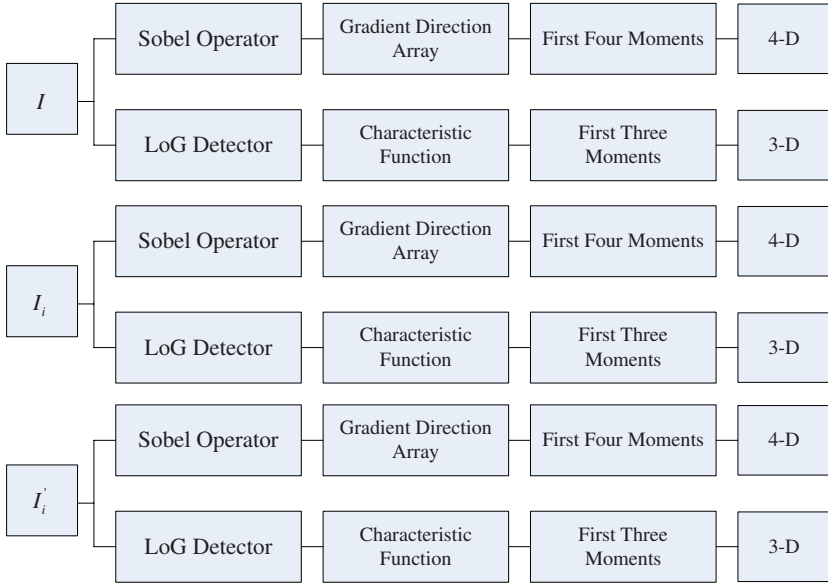 Sobel Operator
Gradient Direction
Array
First Four Moments
4-D
I
LoG Detector
Characteristic
Function
First Three
Moments
3-D
Sobel Operator
Gradient Direction
Array
First Four Moments
4-D
I_i
LoG Detector
Characteristic
Function
First Three
Moments
3-D
Sobel Operator
Gradient Direction
Array
First Four Moments
4-D
I_i'
LoG Detector
Characteristic
Function
First Three
Moments
3-D